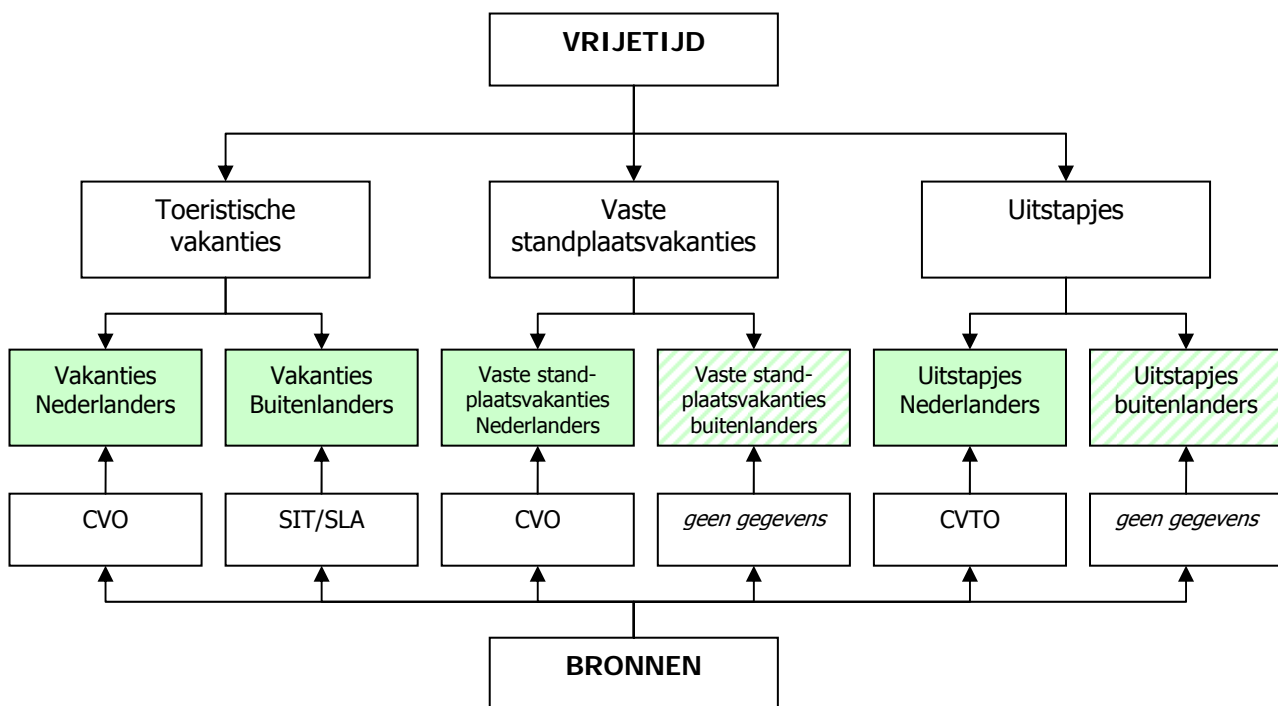 VRIJETIJD
Toeristische
vakanties
Vaste
standplaatsvakanties
Uitstapjes
Vakanties
Nederlanders
Vakanties
Buitenlanders
Vaste stand-
plaatsvakanties
Nederlanders
Vaste stand-
plaatsvakanties
buitenlanders
Uitstapjes
Nederlanders
Uitstapjes
buitenlanders
CVO
SIT/SLA
CVO
geen gegevens
CVTO
geen gegevens
BRONNEN